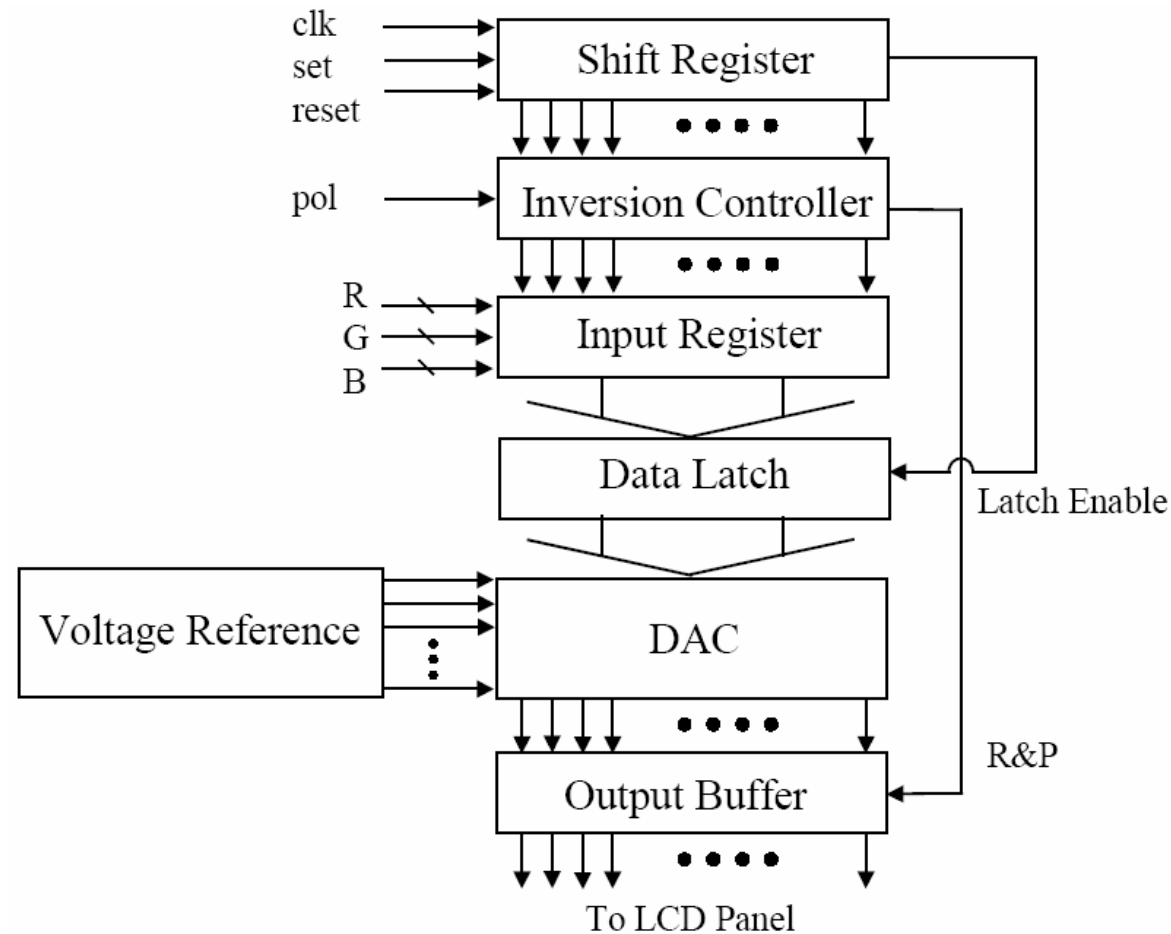 clk
set
reset
Shift Register
pol
Inversion Controller
R
G
B
Input Register
Data Latch
Latch Enable
Voltage Reference
DAC
R&P
Output Buffer
To LCD Panel